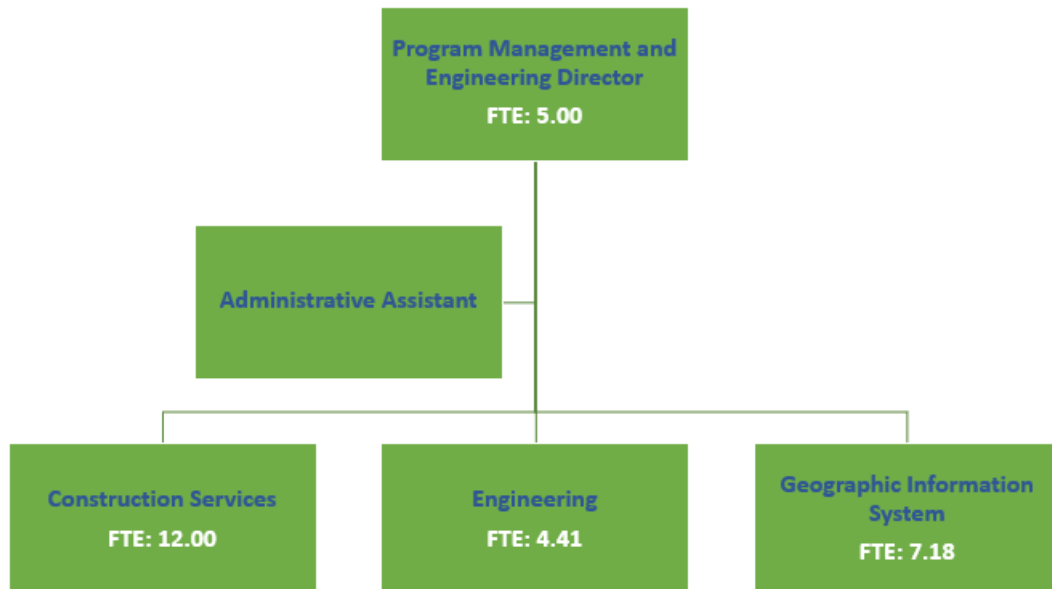 Program Management and
Engineering Director
FTE: 5.00
Administrative Assistant
Construction Services
FTE: 12.00
Engineering
FTE: 4.41
Geographic Information
System
FTE: 7.18